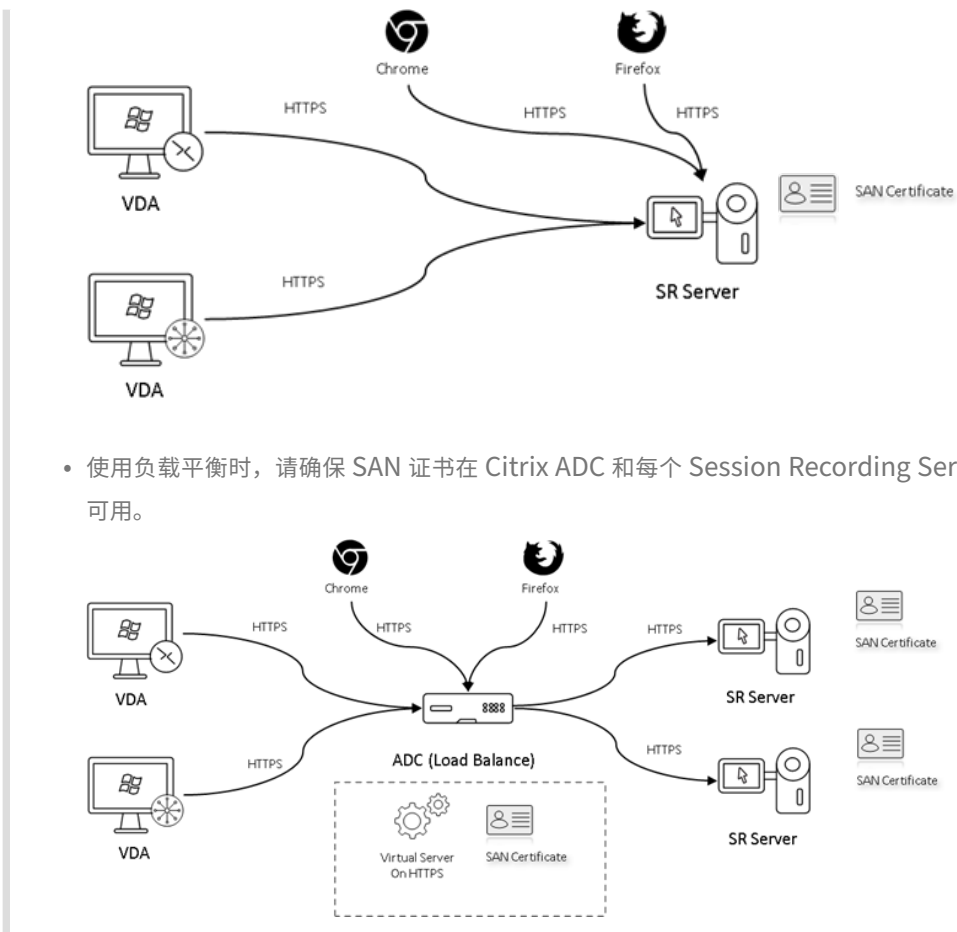 Chrome
Firefox
HTTPS
HTTPS
HTTPS
VDA
SAN Certificate
HTTPS
SR Server
VDA
• 使用负载平衡时，请确保 SAN 证书在 Citrix ADC 和每个 Session Recording Ser
可用。
Chrome
Firefox
HTTPS
HTTPS
HTTPS
HTTPS
SAN Certificate
VDA
SR Server
HTTPS
ADC (Load Balance)
HTTPS
SAN Certificate
VDA
Virtual Server
On HTTPS
SAN Certificate
SR Server